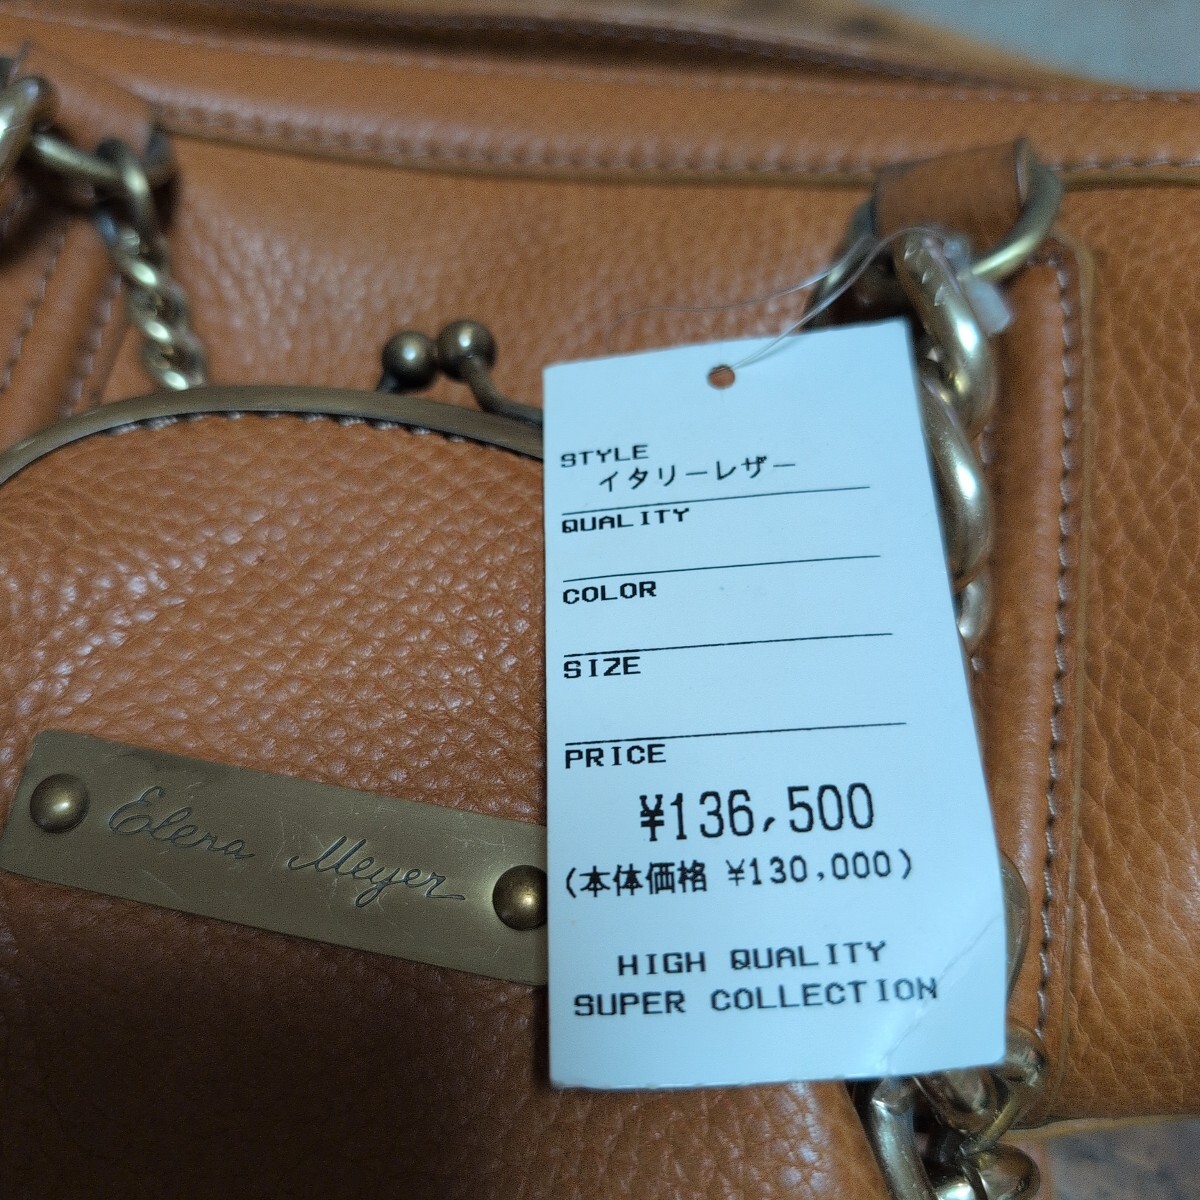 STYLE
イタリーレザー
QUALITY
COLOR
SIZE
PRICE
¥136,500
(本体価格 ¥130,000)
HIGH QUALITY
SUPER COLLECTION
Elena Meyer